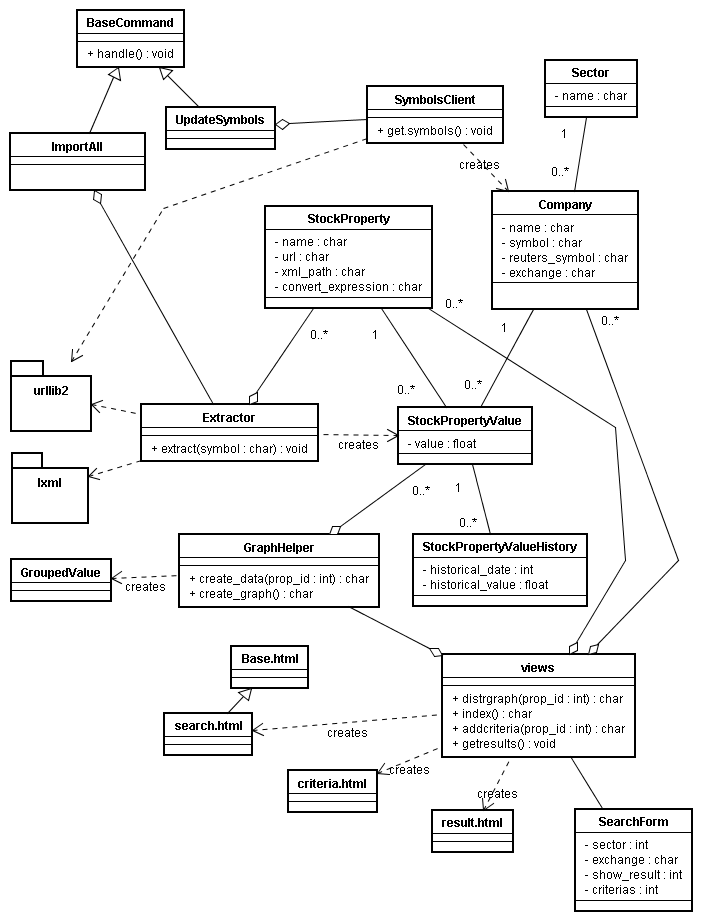 BaseCommand
+ handle() : void
UpdateSymbols
SymbolsClient
+ get.symbols() : void
Sector
- name : char
ImportAll
creates
1
0..*
StockProperty
- name : char
- url : char
- xml_path : char
- convert_expression : char
Company
- name : char
- symbol : char
- reuters_symbol : char
- exchange : char
0..*
0..*
0..*
1
1
urllib2
0..*
0..*
Extractor
+ extract(symbol : char) : void
creates
StockPropertyValue
- value : float
lxml
0..*
1
0..*
GroupedValue
creates
GraphHelper
+ create_data(prop_id : int) : char
+ create_graph() : char
StockPropertyValueHistory
- historical_date : int
- historical_value : float
Base.html
search.html
creates
views
+ distrgraph(prop_id : int) : char
+ index() : char
+ addcriteria(prop_id : int) : char
+ getresults() : void
criteria.html
creates
creates
result.html
SearchForm
- sector : int
- exchange : char
- show_result : int
- criterias : int